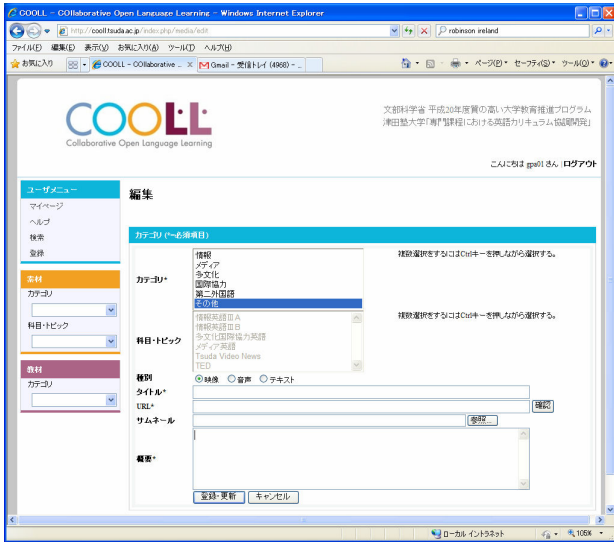 COOLL - COllaborative Open Language Learning - Windows Internet Explorer
http://cooll.tsuda.ac.jp/index.php/media/edit
robinson ireland
ファイル(F) 編集(E) 表示(V) お気に入り(A) ツール(T) ヘルプ(H)
お気に入り
COOLL - COllaborative ...
Gmail - 受信トレイ (4968) - ...
ページ(P) セーフティ(S) ツール(O)
COOLL
Collaborative Open Language Learning
文部科学省 平成20年度質の高い大学教育推進プログラム
津田塾大学「専門課程における英語カリキュラム協調開発」
こんにちは gpa01 さん | ログアウト
ユーザメニュー
マイページ
ヘルプ
検索
登録
素材
カテゴリ
科目・トピック
教材
カテゴリ
編集
カテゴリ (*=必須項目)
カテゴリ*
情報
メディア
多文化
国際協力
第二外国語
その他
複数選択をするにはCtrlキーを押しながら選択する。
科目・トピック
情報英語ⅢA
情報英語ⅢB
多文化国際協力英語
メディア英語
Tsuda Video News
TED
複数選択をするにはCtrlキーを押しながら選択する。
種別
映像 音声 テキスト
タイトル*
URL*
確認
サムネール
参照...
概要*
登録・更新 キャンセル
ローカル イントラネット
105%